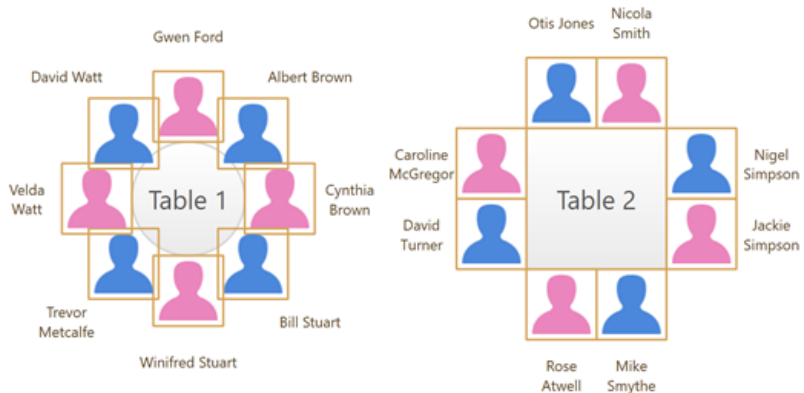 Gwen Ford
David Watt
Albert Brown
Velda
Watt
Table 1
Cynthia
Brown
Trevor
Metcalfe
Bill Stuart
Winifred Stuart
Otis Jones
Nicola
Smith
Caroline
McGregor
Nigel
Simpson
Table 2
David
Turner
Jackie
Simpson
Rose
Atwell
Mike
Smythe